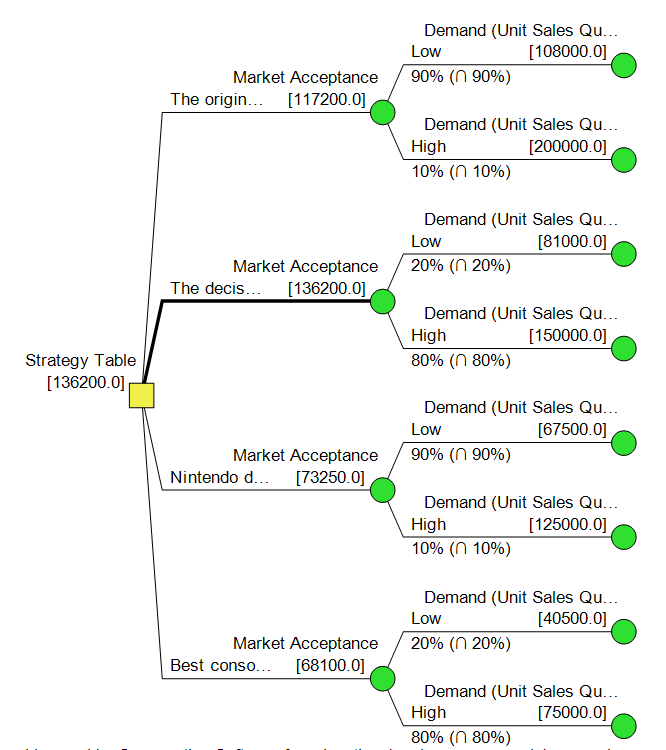 Demand (Unit Sales Qu…
Low [108000.0]
90% (∩ 90%)
Market Acceptance
The origin… [117200.0]
Demand (Unit Sales Qu…
High [200000.0]
10% (∩ 10%)
Demand (Unit Sales Qu…
Low [81000.0]
20% (∩ 20%)
Market Acceptance
The decis… [136200.0]
Demand (Unit Sales Qu…
High [150000.0]
80% (∩ 80%)
Strategy Table
[136200.0]
Demand (Unit Sales Qu…
Low [67500.0]
90% (∩ 90%)
Market Acceptance
Nintendo d… [73250.0]
Demand (Unit Sales Qu…
High [125000.0]
10% (∩ 10%)
Demand (Unit Sales Qu…
Low [40500.0]
20% (∩ 20%)
Market Acceptance
Best conso… [68100.0]
Demand (Unit Sales Qu…
High [75000.0]
80% (∩ 80%)